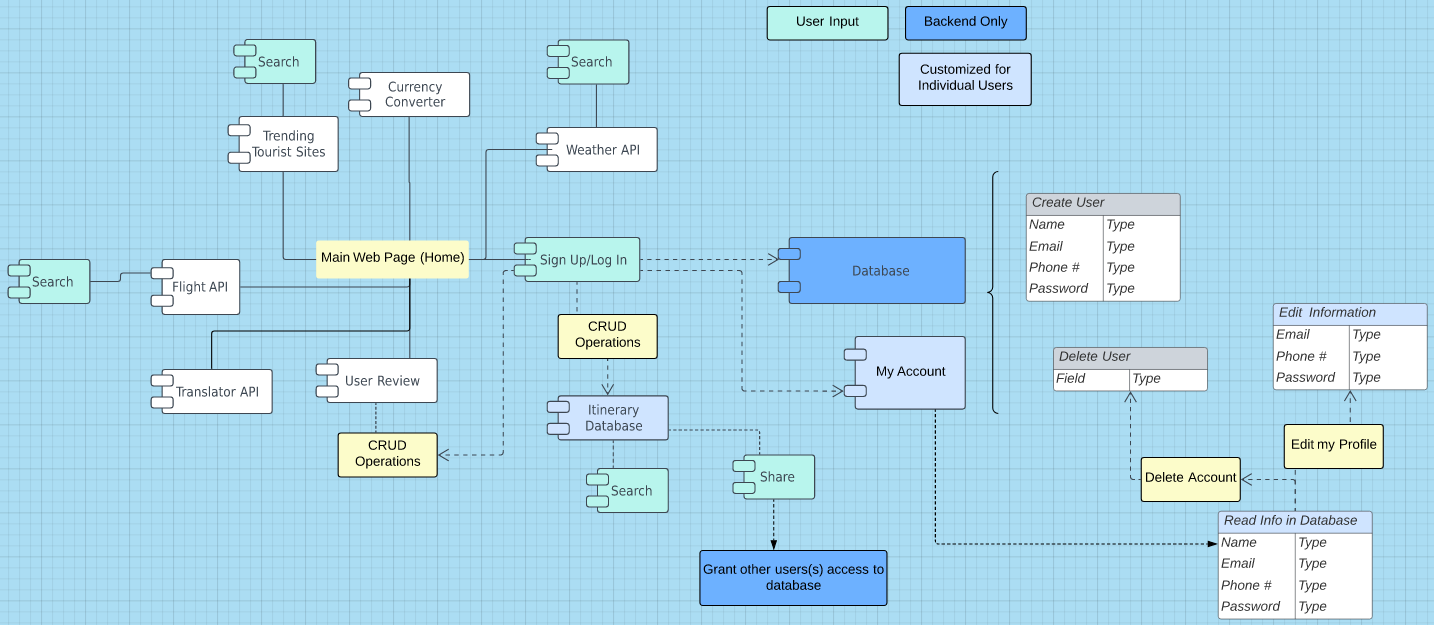 User Input
Backend Only
Customized for
Individual Users
Search
Search
Currency
Converter
Trending
Tourist Sites
Weather API
Create User
Name Type
Email Type
Phone # Type
Password Type
Main Web Page (Home)
Sign Up/Log In
Database
Search
Flight API
CRUD
Operations
Edit Information
Email Type
Phone # Type
Password Type
Delete User
Field Type
My Account
Translator API
User Review
Itinerary
Database
CRUD
Operations
Edit my Profile
Search
Share
Delete Account
Read Info in Database
Name Type
Email Type
Phone # Type
Password Type
Grant other users(s) access to
database